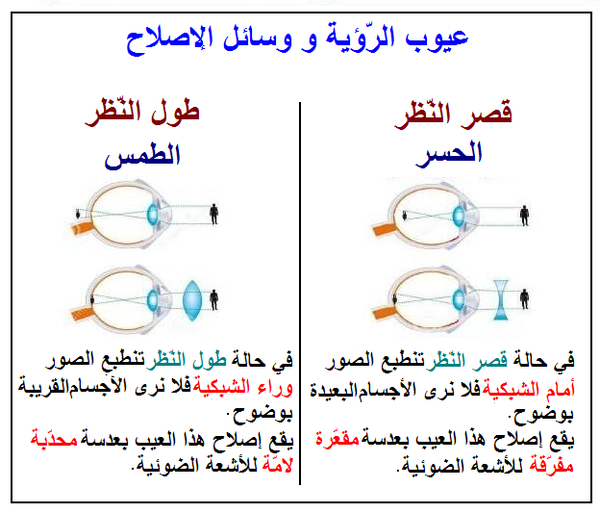 عيوب الرّؤية و وسائل الإصلاح
قصر النّظر
الحسر
في حالة قصر النّظر تنطبع الصور
أمام الشبكية فلا نرى الأجسام البعيدة
بوضوح.
يقع إصلاح هذا العيب بعدسة مقعّرة
مفرّقة للأشعة الضوئية.
طول النّظر
الطمس
في حالة طول النّظر تنطبع الصور
وراء الشبكية فلا نرى الأجسام القريبة
بوضوح.
يقع إصلاح هذا العيب بعدسة محدّبة
لامّة للأشعة الضوئية.